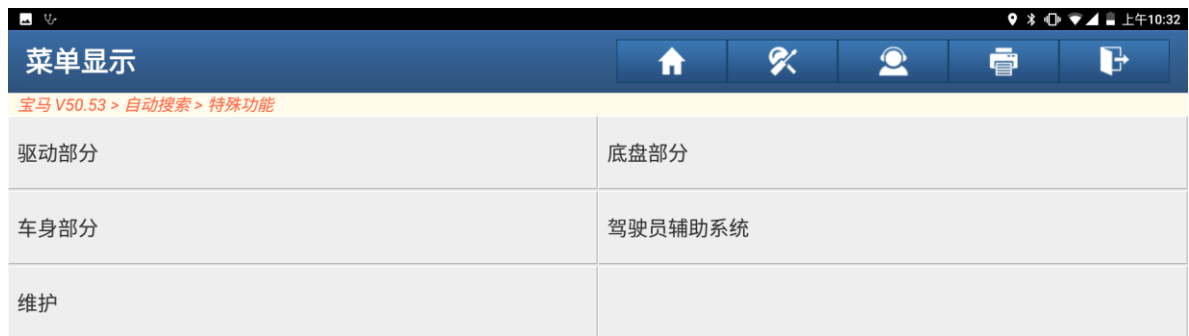 上午10:32
菜单显示
宝马 V50.53 > 自动搜索 > 特殊功能
驱动部分
底盘部分
车身部分
驾驶员辅助系统
维护